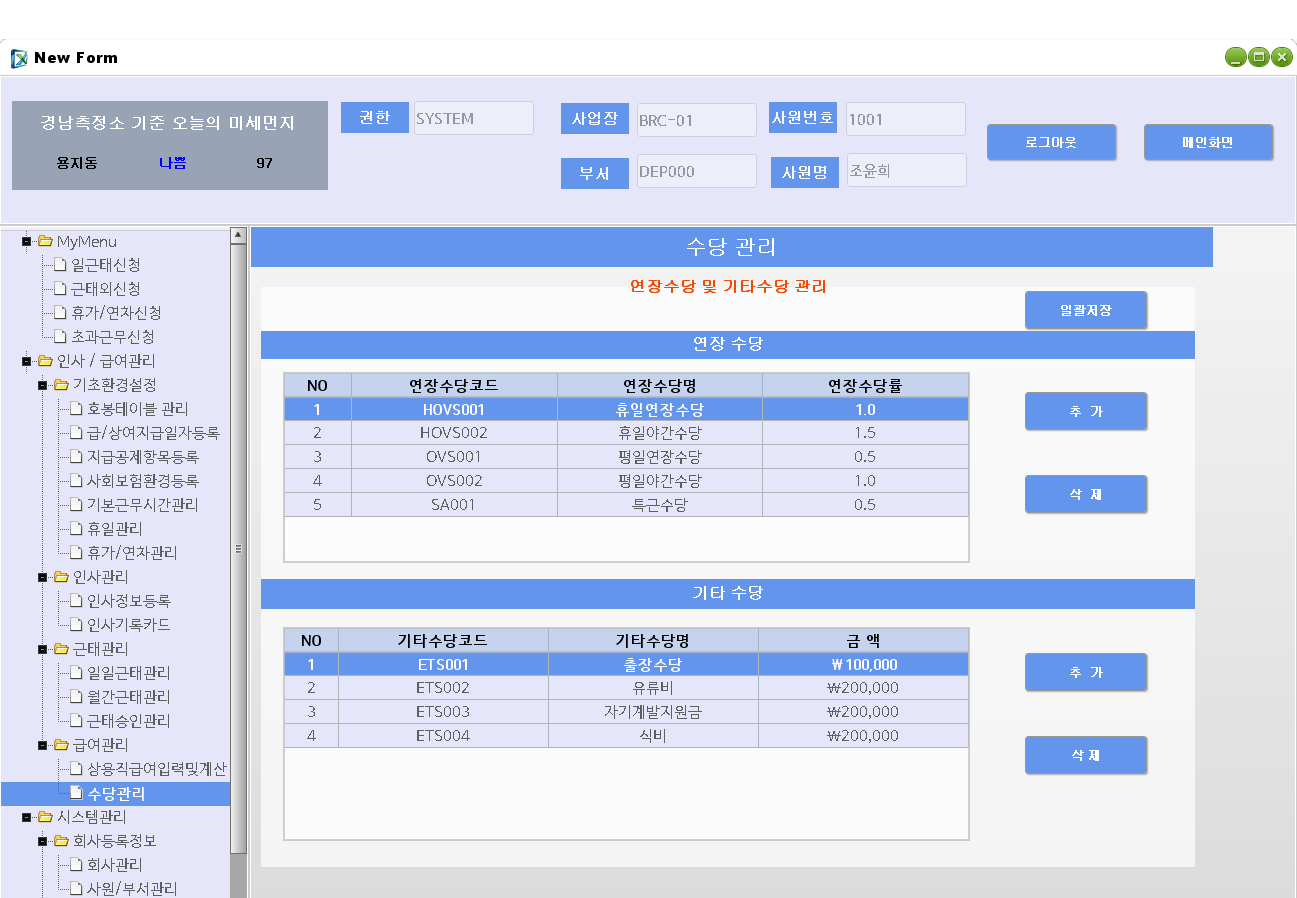 New Form
경남측정소 기준 오늘의 미세먼지
용지동 나쁨 97
권한 SYSTEM
사업장 BRC-01
사원번호 1001
부서 DEP000
사원명 조윤희
로그아웃
메인화면
MyMenu
일근태신청
근태외신청
휴가/연차신청
초과근무신청
인사 / 급여관리
기초환경설정
호봉테이블 관리
급/상여지급일자등록
지급공제항목등록
사회보험환경등록
기본근무시간관리
휴일관리
휴가/연차관리
인사관리
인사정보등록
인사기록카드
근태관리
일일근태관리
월간근태관리
근태승인관리
급여관리
상용직급여입력및계산
수당관리
시스템관리
회사등록정보
회사관리
사원/부서관리
수당 관리
연장수당 및 기타수당 관리
일괄저장
연장 수당
NO 연장수당코드 연장수당명 연장수당률
1 HOVS001 휴일연장수당 1.0
2 HOVS002 휴일야간수당 1.5
3 OVS001 평일연장수당 0.5
4 OVS002 평일야간수당 1.0
5 SA001 특근수당 0.5
추 가
삭 제
기타 수당
NO 기타수당코드 기타수당명 금 액
1 ETS001 출장수당 ₩100,000
2 ETS002 유류비 ₩200,000
3 ETS003 자기계발지원금 ₩200,000
4 ETS004 식비 ₩200,000
추 가
삭 제